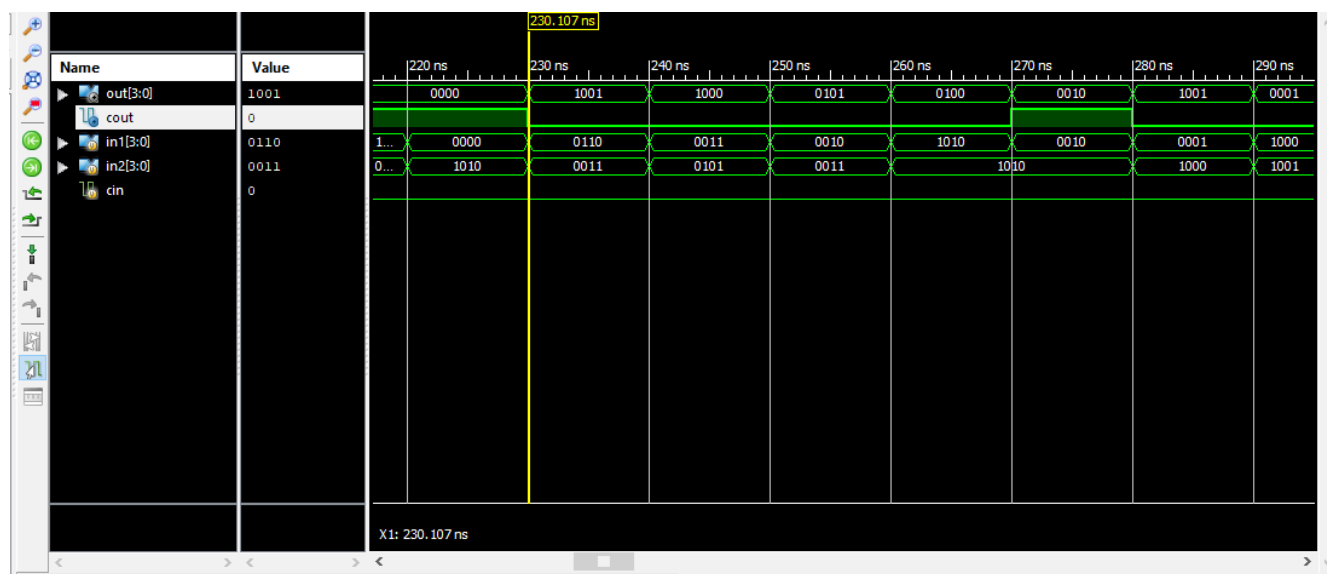 230.107 ns
Name Value
220 ns 230 ns 240 ns 250 ns 260 ns 270 ns 280 ns 290 ns
out[3:0] 1001 0000 1001 1000 0101 0100 0010 1001 0001
cout 0
in1[3:0] 0110 1... 0000 0110 0011 0010 1010 0010 0001 1000
in2[3:0] 0011 0... 1010 0011 0101 0011 1010 1000 1001
cin 0
X1: 230.107 ns